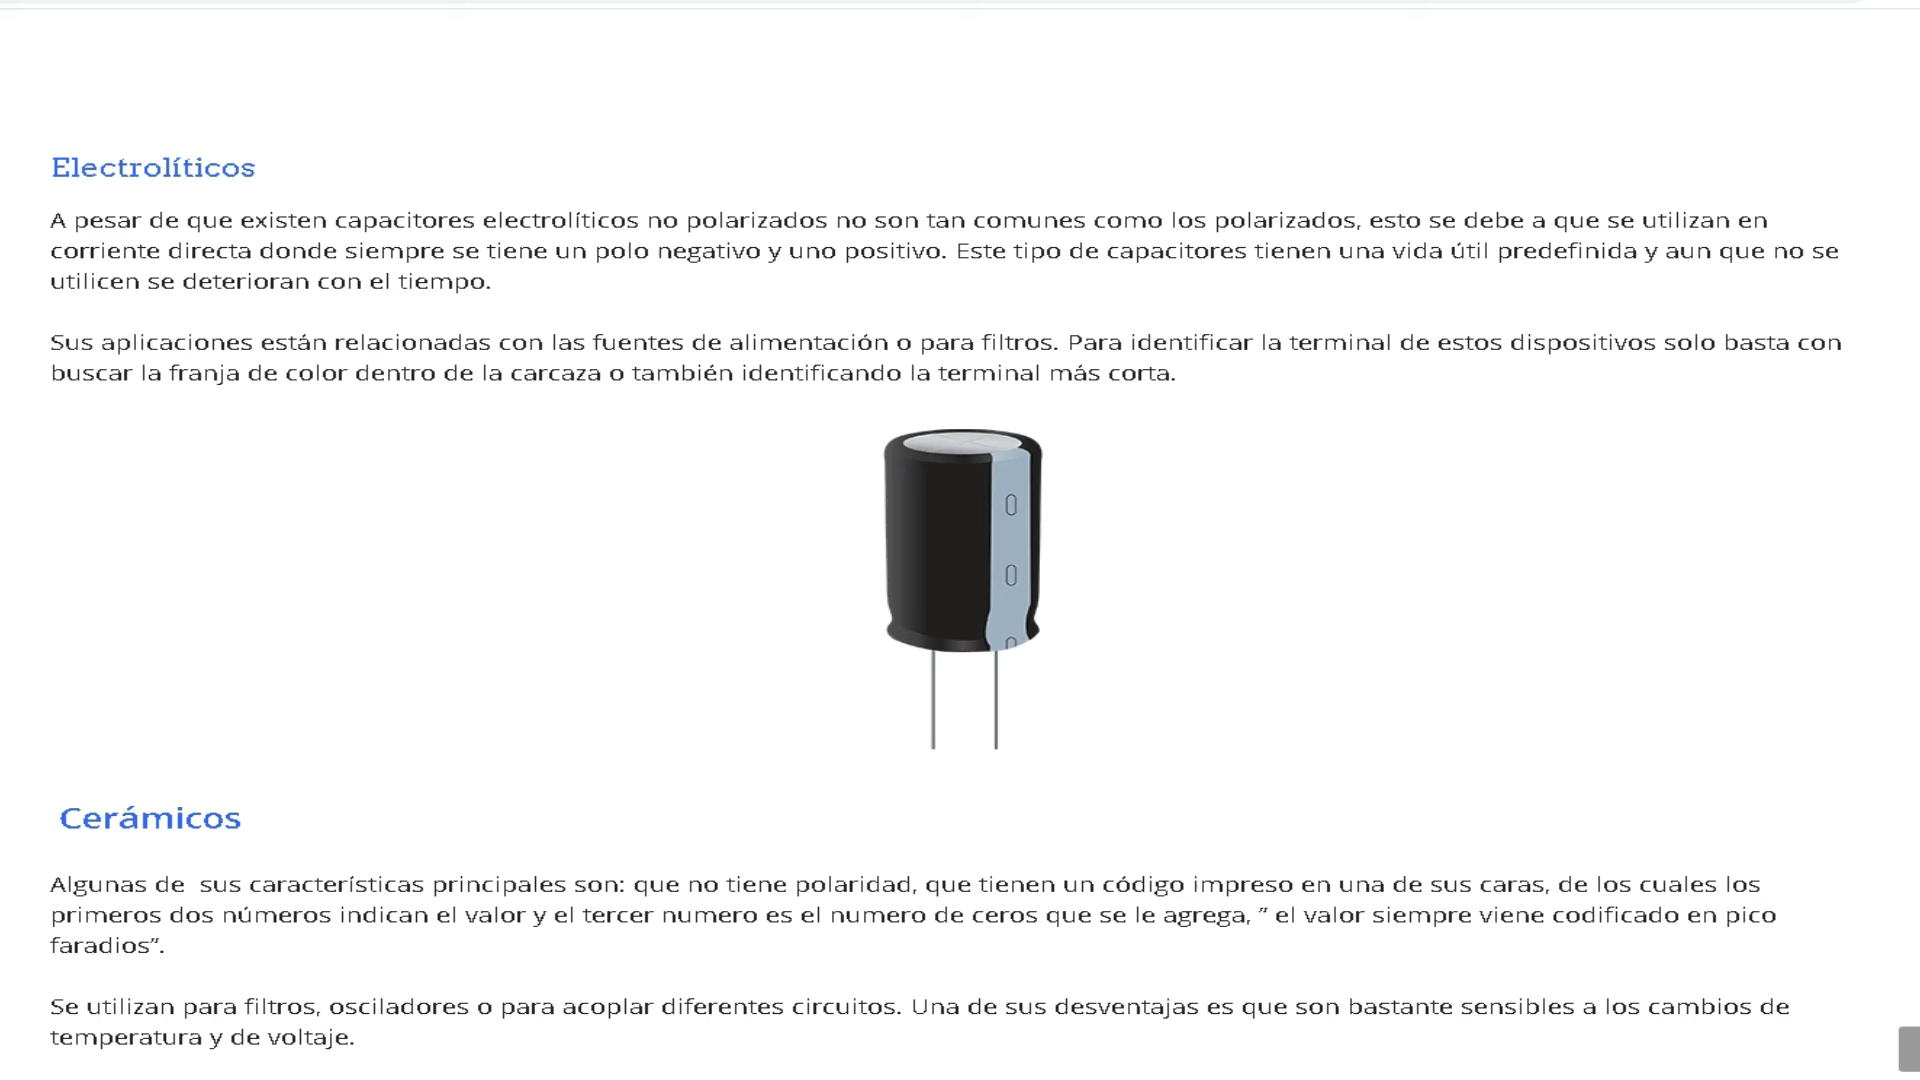 Electrolíticos
A pesar de que existen capacitores electrolíticos no polarizados no son tan comunes como los polarizados, esto se debe a que se utilizan en
corriente directa donde siempre se tiene un polo negativo y uno positivo. Este tipo de capacitores tienen una vida útil predefinida y aun que no se
utilicen se deterioran con el tiempo.
Sus aplicaciones están relacionadas con las fuentes de alimentación o para filtros. Para identificar la terminal de estos dispositivos solo basta con
buscar la franja de color dentro de la carcaza o también identificando la terminal más corta.
Cerámicos
Algunas de  sus características principales son: que no tiene polaridad, que tienen un código impreso en una de sus caras, de los cuales los
primeros dos números indican el valor y el tercer numero es el numero de ceros que se le agrega, ” el valor siempre viene codificado en pico
faradios”.
Se utilizan para filtros, osciladores o para acoplar diferentes circuitos. Una de sus desventajas es que son bastante sensibles a los cambios de
temperatura y de voltaje.